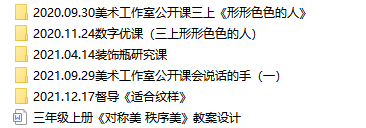 2020.09.30美术工作室公开课三上《形形色色的人》
2020.11.24数字优课（三上形形色色的人）
2021.04.14装饰瓶研究课
2021.09.29美术工作室公开课会说话的手（一）
2021.12.17督导《适合纹样》
三年级上册《对称美 秩序美》教案设计